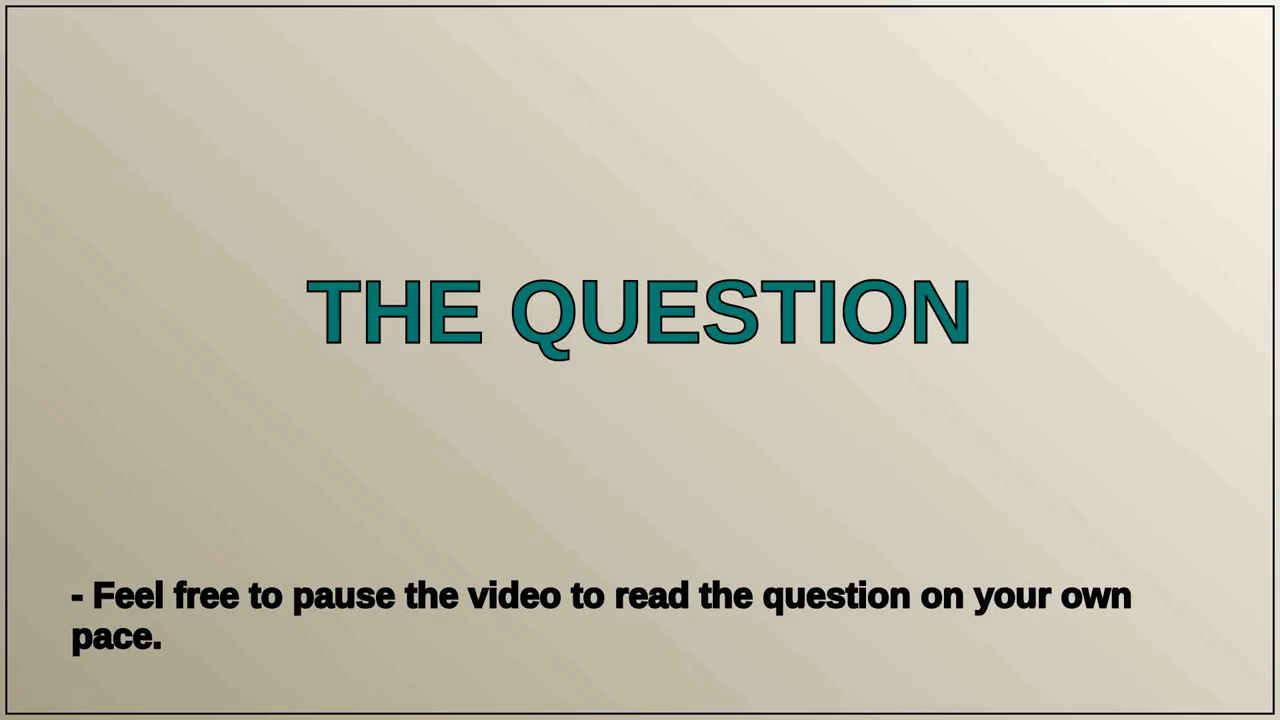 THE QUESTION
- Feel free to pause the video to read the question on your own
pace.